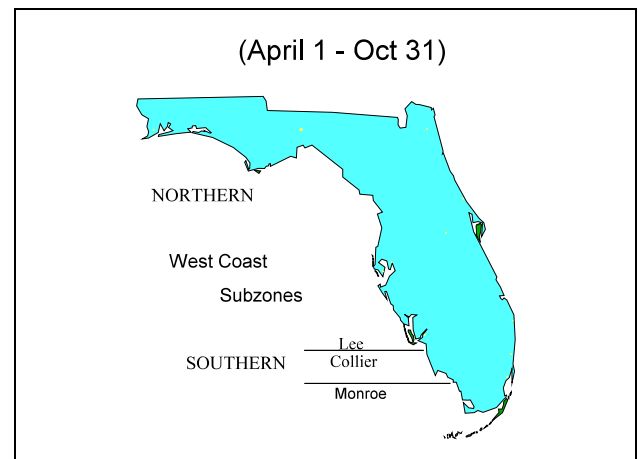 (April 1 - Oct 31)
NORTHERN
West Coast
Subzones
Lee
SOUTHERN
Collier
Monroe